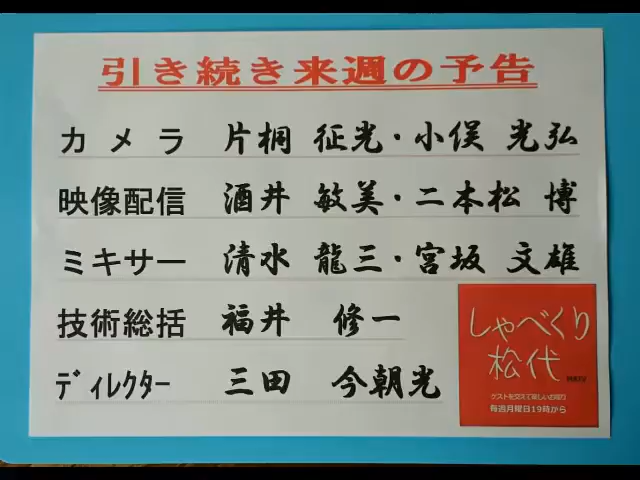 引き続き来週の予告
カメラ 片桐 征光・小俣 光弘
映像配信 酒井 敏美・二本松 博
ミキサー 清水 龍三・宮坂 文雄
技術総括 福井 修一
ディレクター 三田 今朝光
しゃべくり
松代
ゲストを交えて楽しいお喋り
毎週月曜日19時から